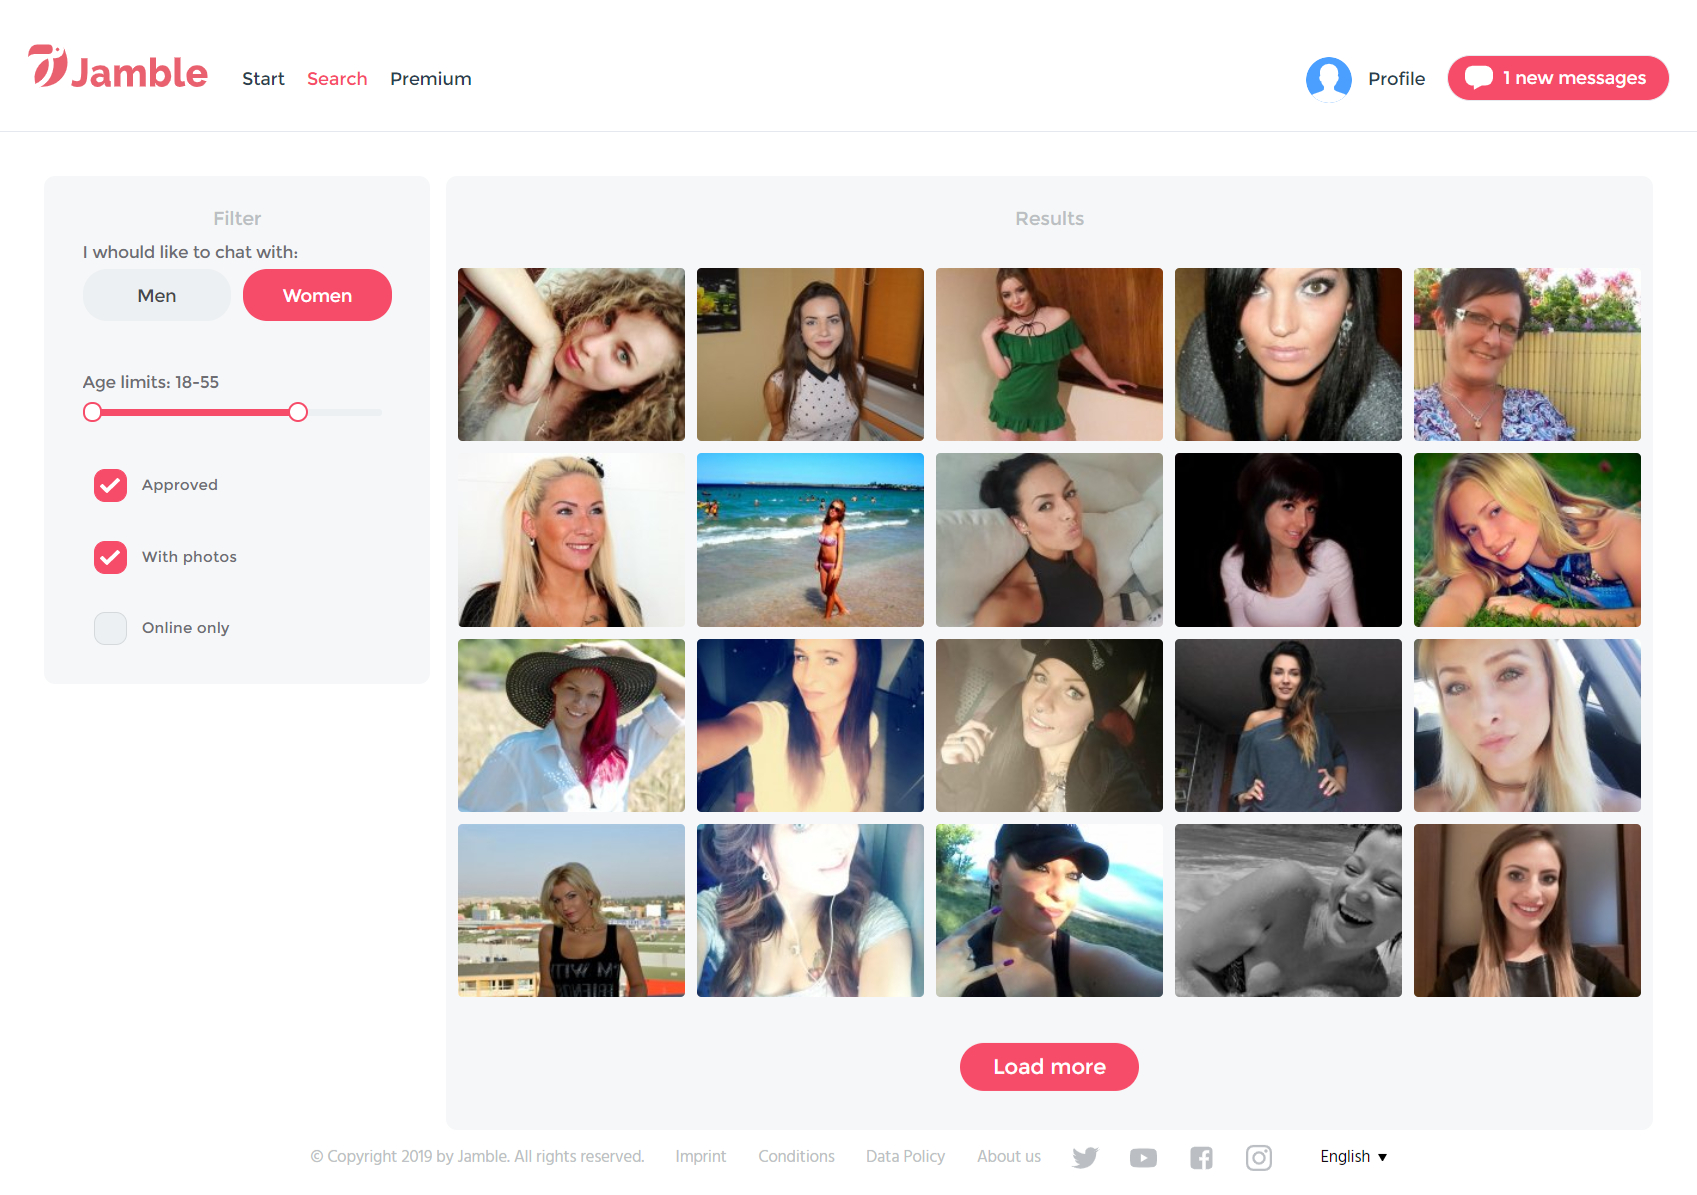 Jamble
Start Search Premium
Profile
1 new messages
Filter
I whould like to chat with:
Men Women
Age limits: 18-55
Approved
With photos
Online only
Results
Load more
© Copyright 2019 by Jamble. All rights reserved. Imprint Conditions Data Policy About us English